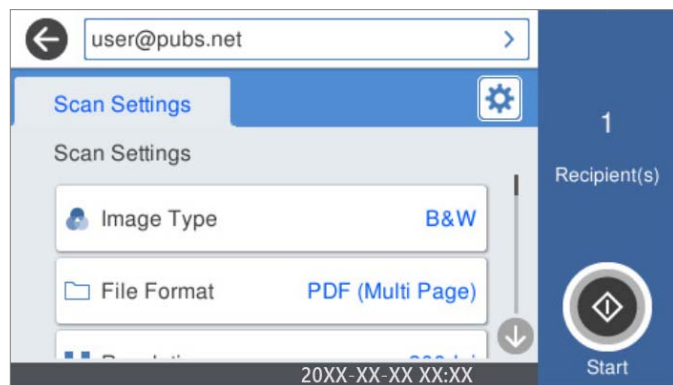 user@pubs.net
Scan Settings
Scan Settings
1
Recipient(s)
Image Type B&W
File Format PDF (Multi Page)
20XX-XX-XX XX:XX
Start